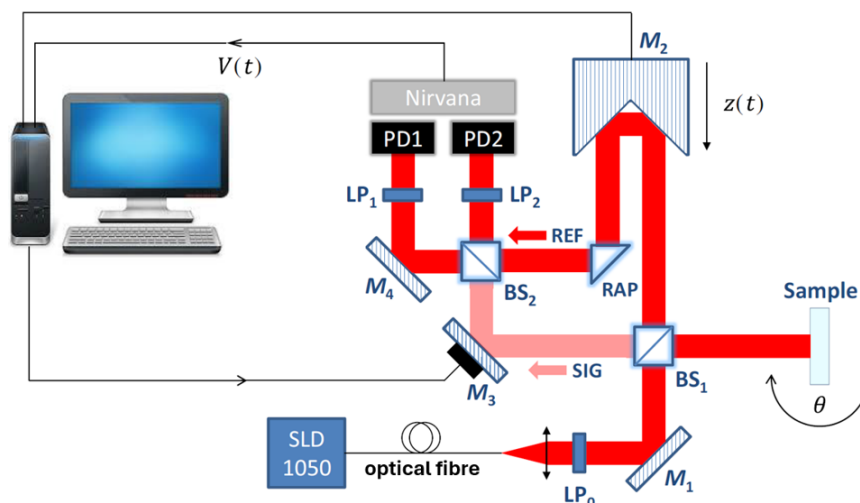 M₂
V(t)
z(t)
Nirvana
PD1
PD2
LP₁
LP₂
REF
M₄
BS₂
RAP
Sample
SIG
BS₁
M₃
θ
SLD
1050
optical fibre
LP₀
M₁